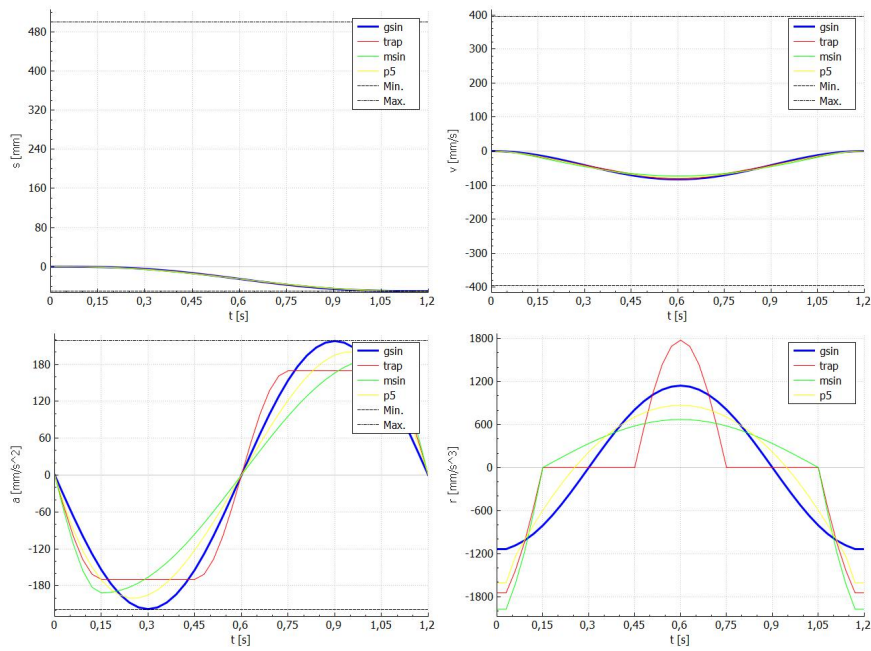 480
400
320
240
160
80
0
s [mm]
0
0,15
0,3
0,45
0,6
0,75
0,9
1,05
1,2
t [s]
gsin
trap
msin
p5
Min.
Max.
400
300
200
100
0
-100
-200
-300
-400
v [mm/s]
0
0,15
0,3
0,45
0,6
0,75
0,9
1,05
1,2
t [s]
gsin
trap
msin
p5
Min.
Max.
180
120
60
0
-60
-120
-180
a [mm/s^2]
0
0,15
0,3
0,45
0,6
0,75
0,9
1,05
1,2
t [s]
gsin
trap
msin
p5
Min.
Max.
1800
1200
600
0
-600
-1200
-1800
r [mm/s^3]
0
0,15
0,3
0,45
0,6
0,75
0,9
1,05
1,2
t [s]
gsin
trap
msin
p5